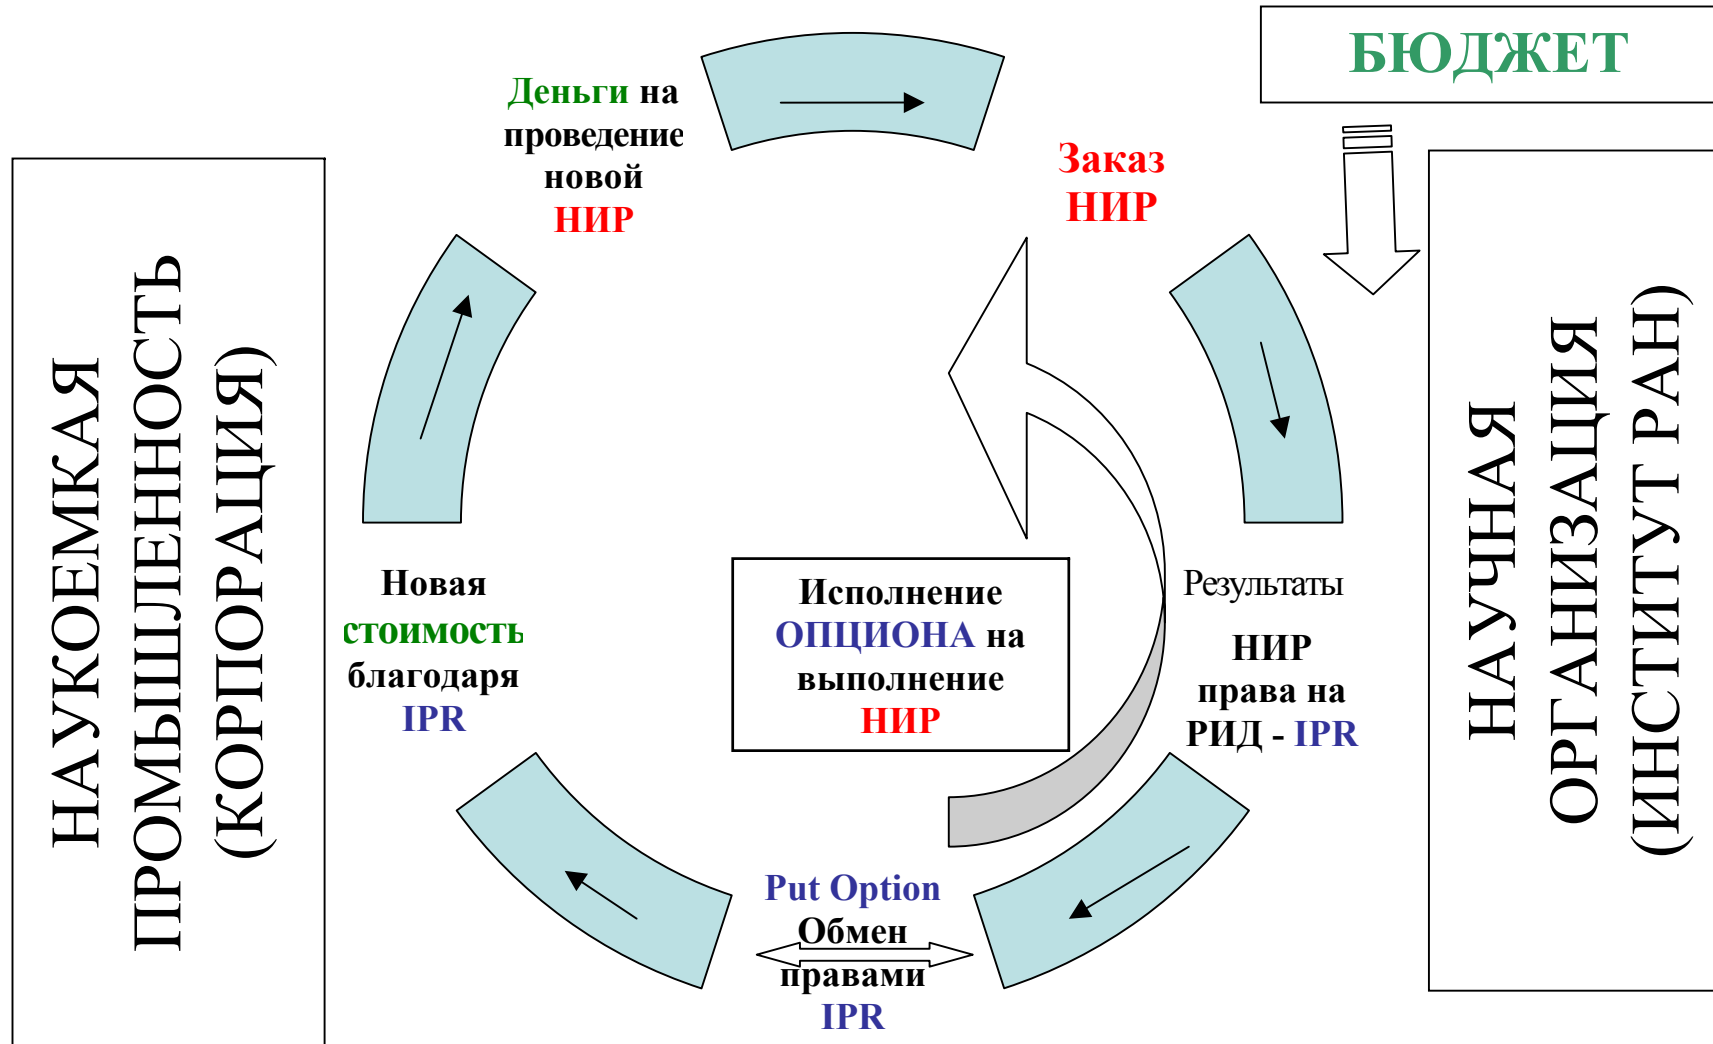 БЮДЖЕТ
Деньги на
проведение
новой
НИР
Заказ
НИР
НАУКОЕМКАЯ
ПРОМЫШЛЕННОСТЬ
(КОРПОРАЦИЯ)
НАУЧНАЯ
ОРГАНИЗАЦИЯ
(ИНСТИТУТ РАН)
Новая
стоимость
благодаря
IPR
Исполнение
ОПЦИОНА на
выполнение
НИР
Результаты
НИР
права на
РИД - IPR
Put Option
Обмен
правами
IPR